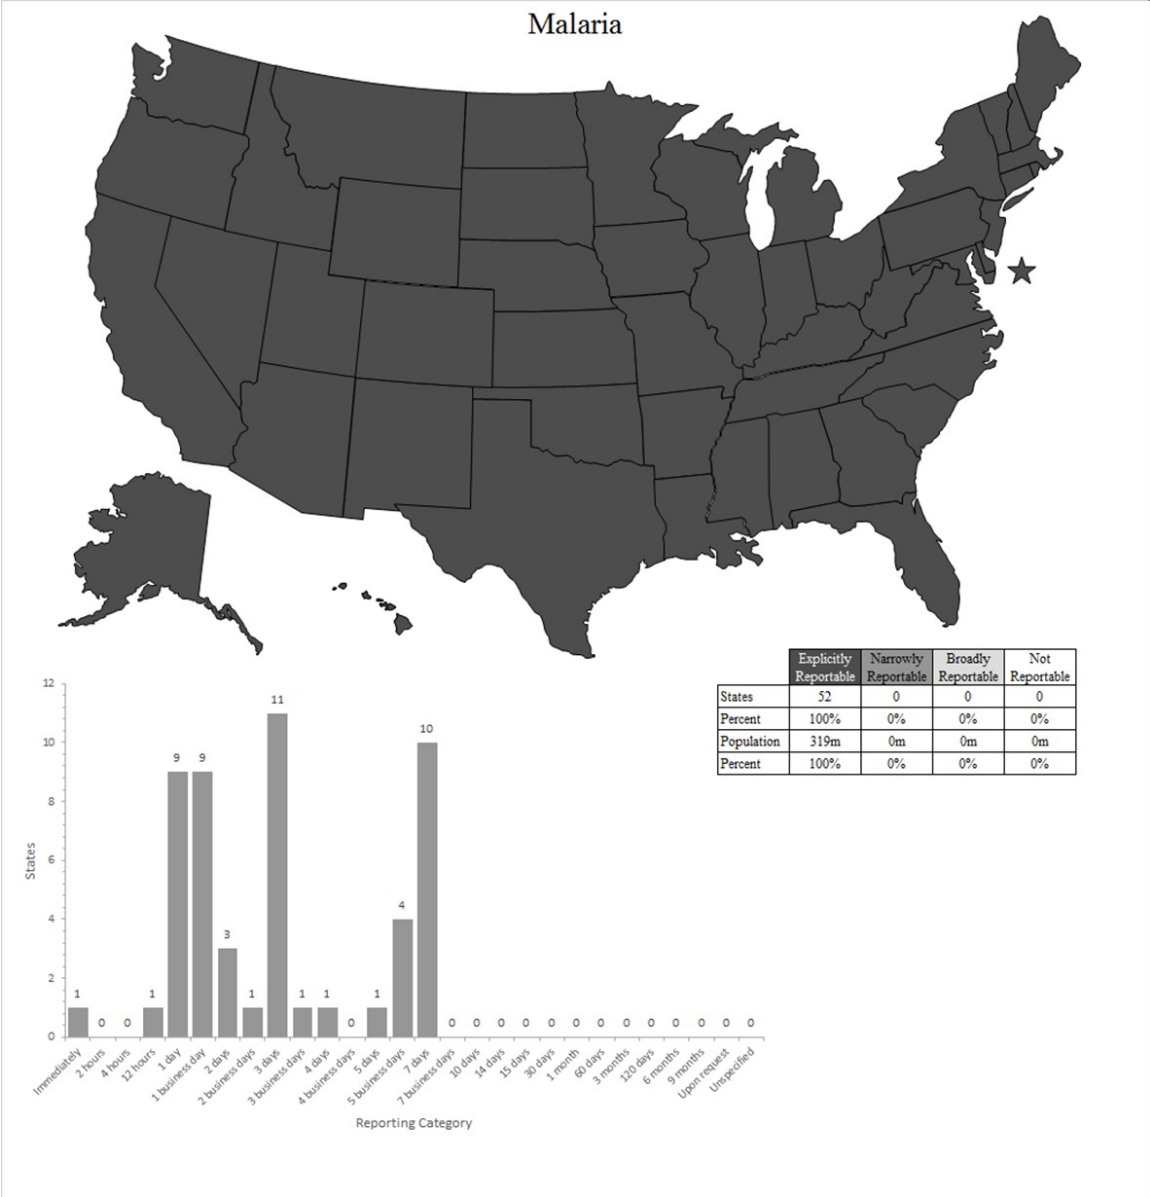 Malaria
Explicitly Reportable Narrowly Reportable Broadly Reportable Not Reportable
States 52 0 0 0
Percent 100% 0% 0% 0%
Population 319m 0m 0m 0m
Percent 100% 0% 0% 0%
12
10
8
6
4
2
0
States
1 0 0 1 9 9 3 1 11 1 1 0 1 4 10 0 0 0 0 0 0 0 0 0 0 0 0 0
Immediately
2 hours
4 hours
12 hours
1 day
1 business day
2 days
2 business days
3 days
3 business days
4 days
4 business days
5 days
5 business days
7 days
7 business days
10 days
14 days
15 days
30 days
1 month
60 days
3 months
120 days
6 months
9 months
Upon request
Unspecified
Reporting Category